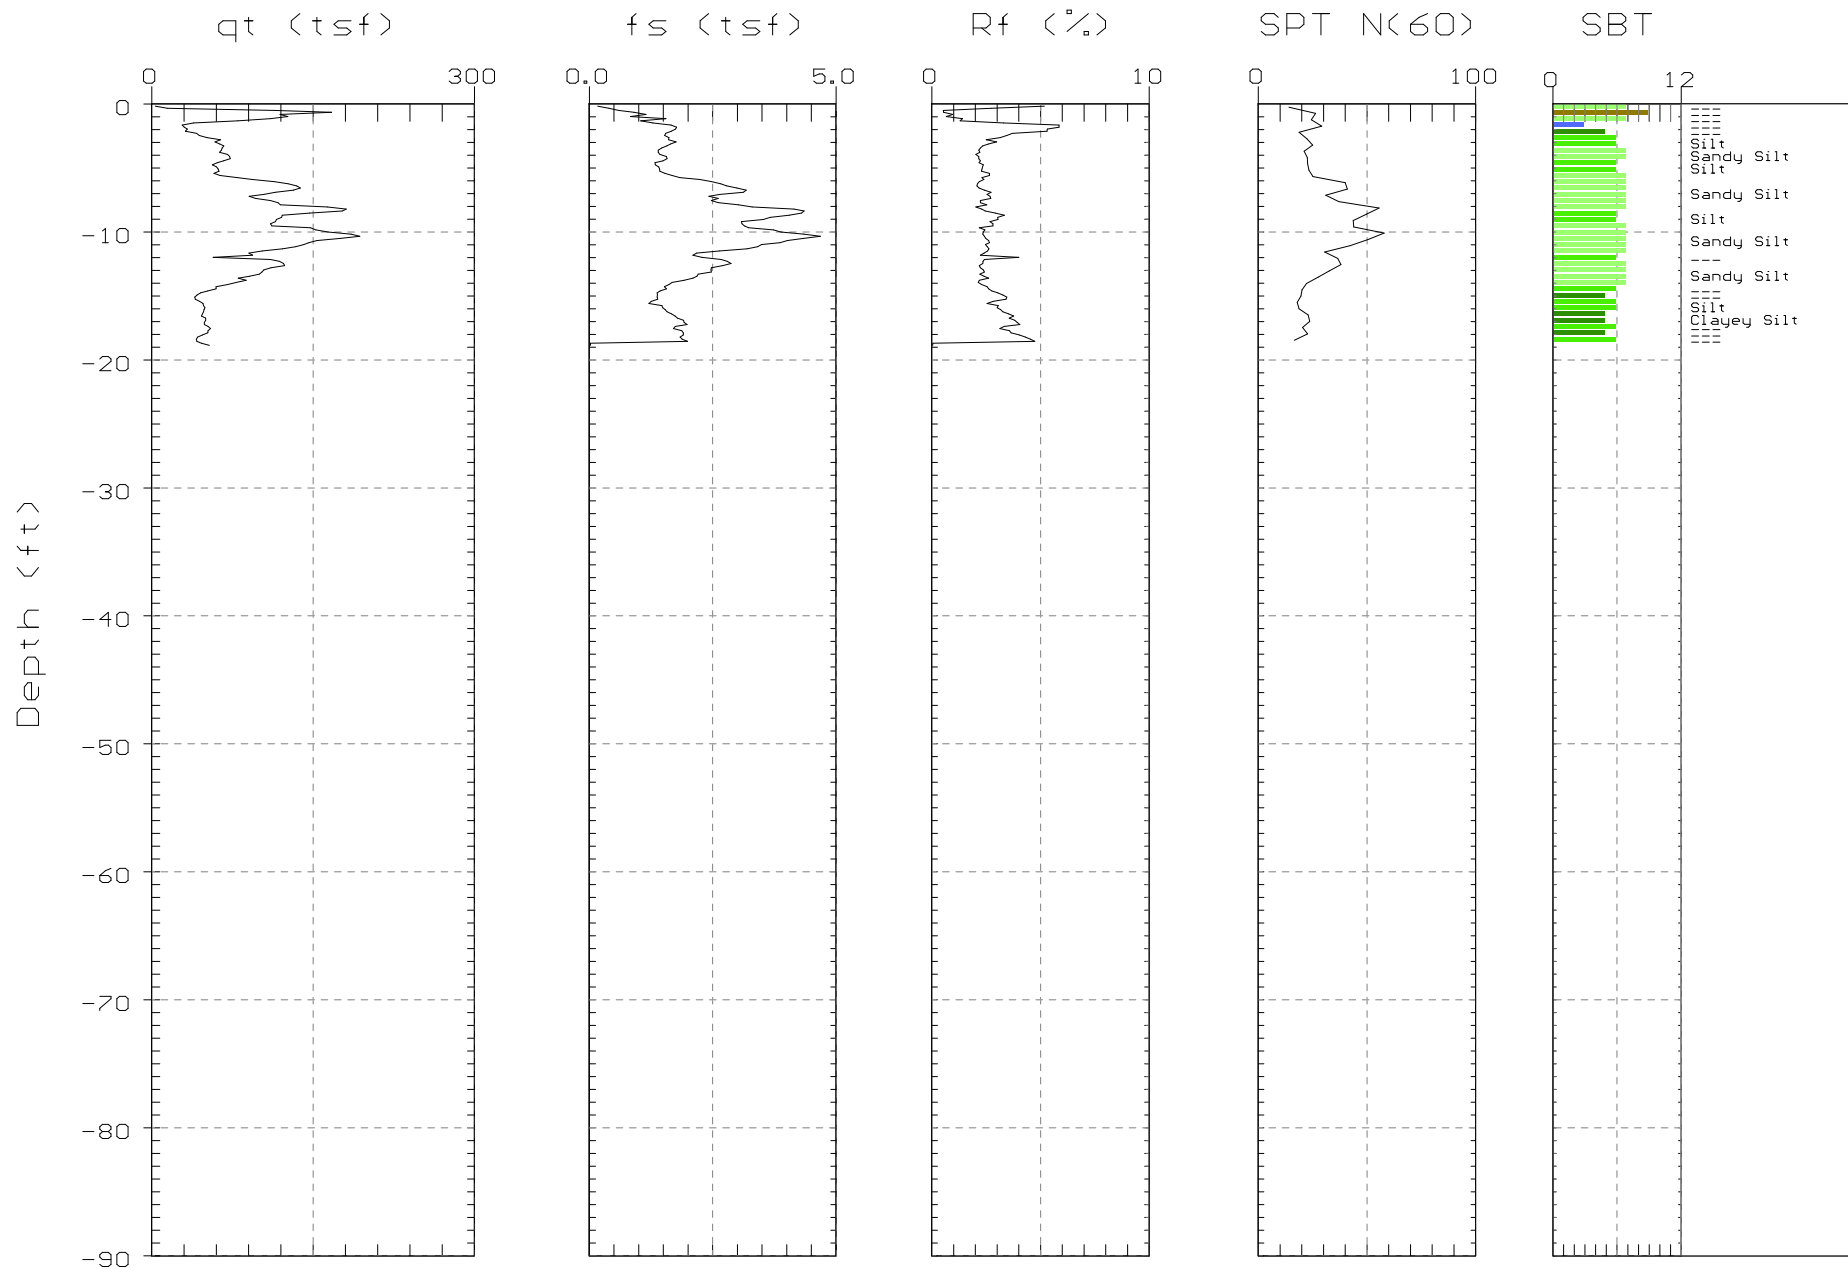 qt (tsf) fs (tsf) Rf (%) SPT N(60) SBT
0 300 0.0 5.0 0 10 0 100 0 12
0
---
---
---
---
---
Silt
Sandy Silt
Silt
Sandy Silt
Silt
-10
Sandy Silt
---
Sandy Silt
---
---
Silt
Clayey Silt
---
---
---
-20
-30
-40
-50
-60
-70
-80
-90
Depth (ft)